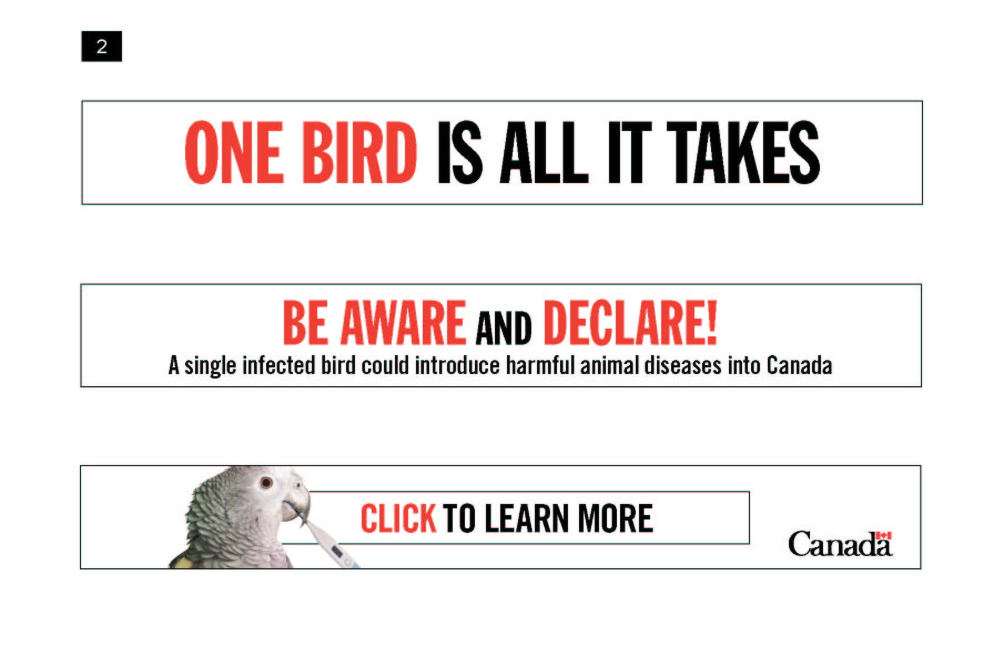 2
ONE BIRD IS ALL IT TAKES
BE AWARE AND DECLARE!
A single infected bird could introduce harmful animal diseases into Canada
CLICK TO LEARN MORE
Canada